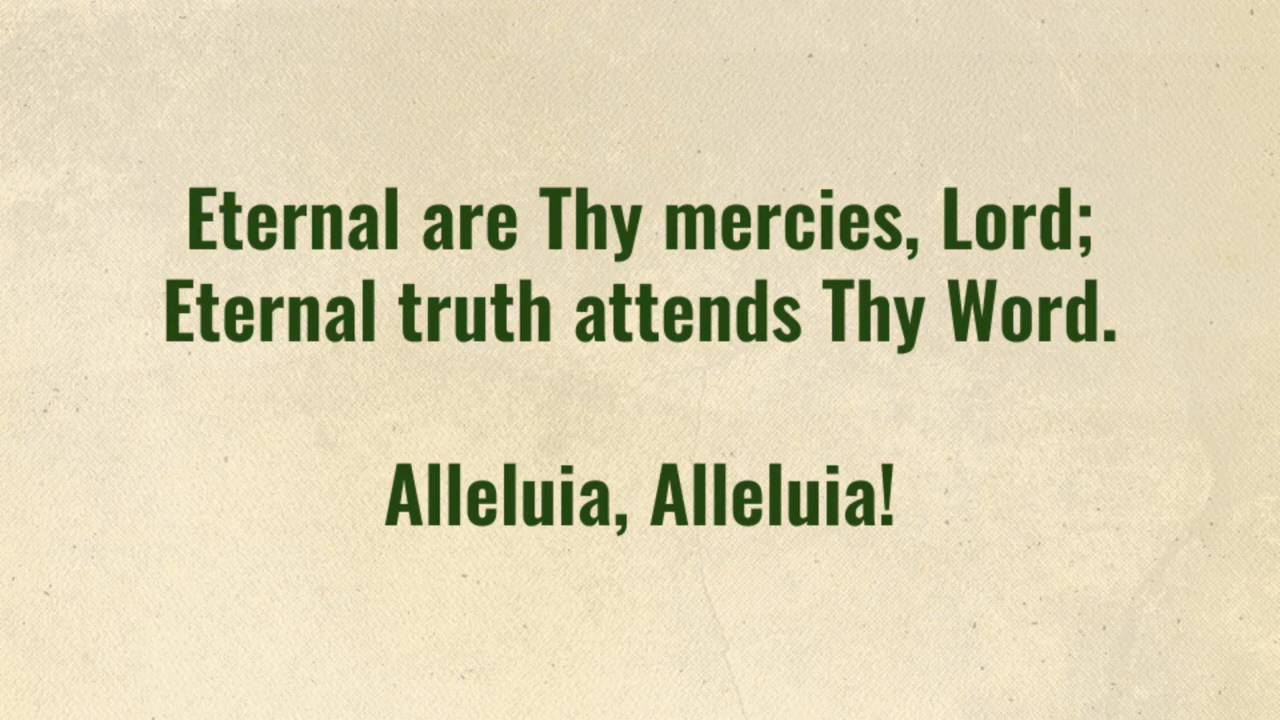 Eternal are Thy mercies, Lord;
Eternal truth attends Thy Word.
Alleluia, Alleluia!